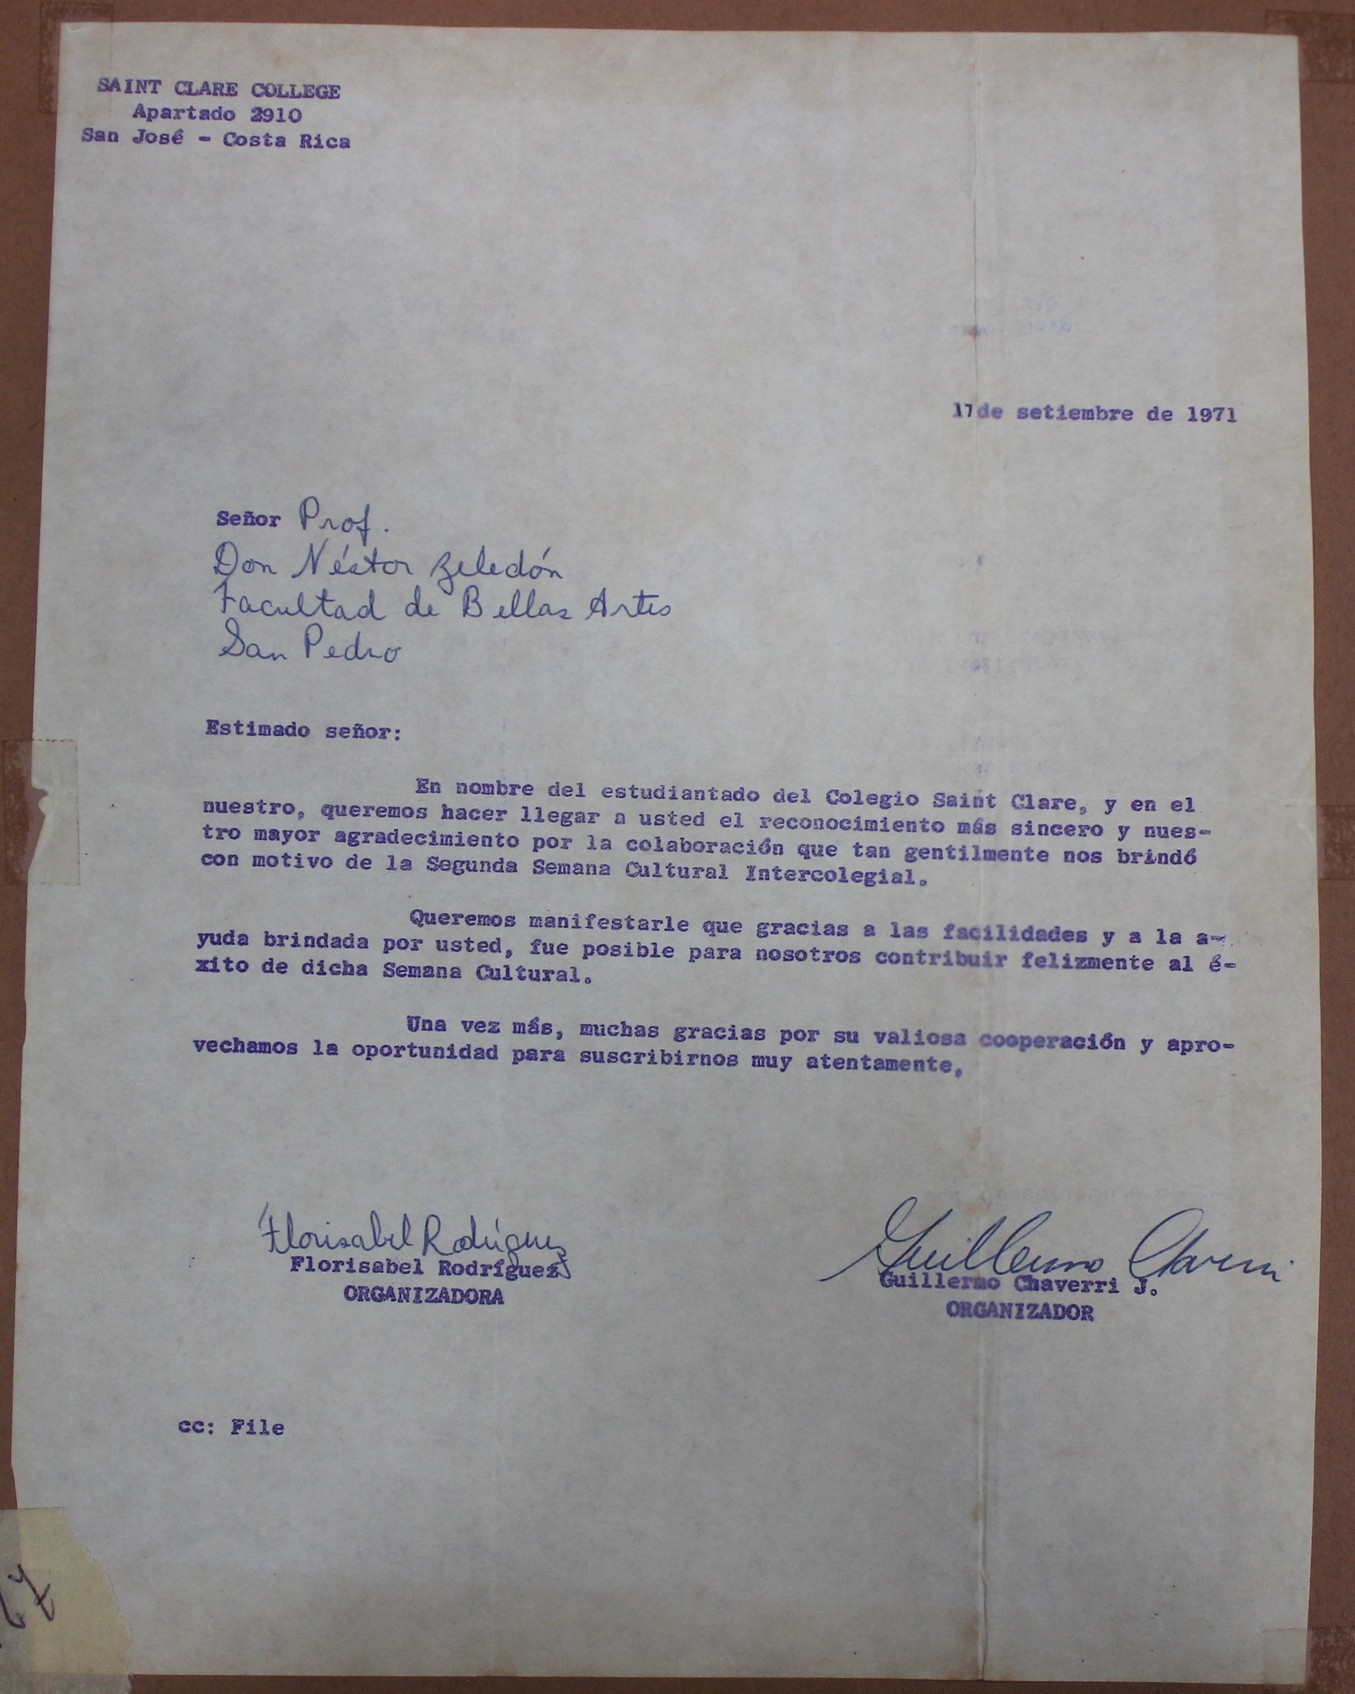 SAINT CLARE COLLEGE
Apartado 2910
San José - Costa Rica
17 de setiembre de 1971
Señor Prof.
Don Néstor Zeledón
Facultad de Bellas Artes
San Pedro
Estimado señor:
En nombre del estudiantado del Colegio Saint Clare, y en el
nuestro, queremos hacer llegar a usted el reconocimiento más sincero y nues-
tro mayor agradecimiento por la colaboración que tan gentilmente nos brindó
con motivo de la Segunda Semana Cultural Intercolegial.
Queremos manifestarle que gracias a las facilidades y a la a-
yuda brindada por usted, fue posible para nosotros contribuir felizmente al é-
xito de dicha Semana Cultural.
Una vez más, muchas gracias por su valiosa cooperación y apro-
vechamos la oportunidad para suscribirnos muy atentamente,
Florisabel Rodríguez
Guillermo Chaverri
Florisabel Rodríguez
Guillermo Chaverri J.
ORGANIZADORA
ORGANIZADOR
cc: File